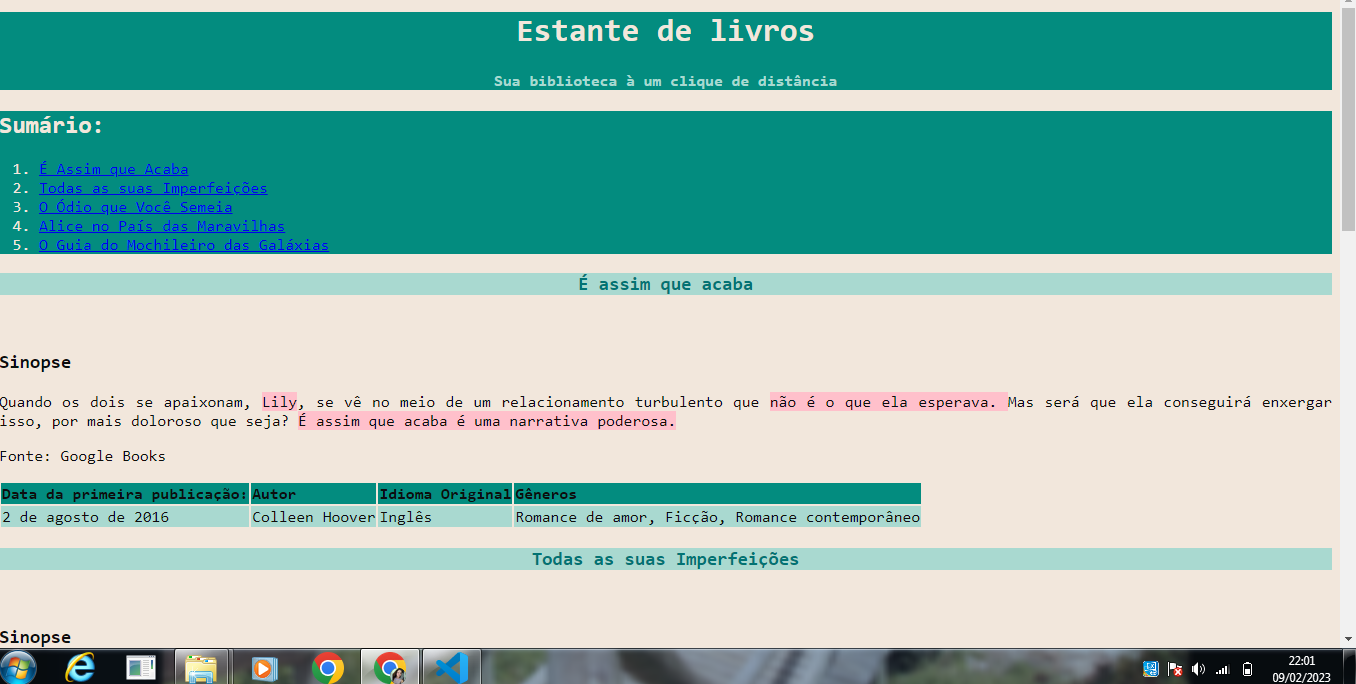 Estante de livros
Sua biblioteca à um clique de distância
Sumário:
1. É Assim que Acaba
2. Todas as suas Imperfeições
3. O Ódio que Você Semeia
4. Alice no País das Maravilhas
5. O Guia do Mochileiro das Galáxias
É assim que acaba
Sinopse
Quando os dois se apaixonam, Lily, se vê no meio de um relacionamento turbulento que não é o que ela esperava. Mas será que ela conseguirá enxergar
isso, por mais doloroso que seja? É assim que acaba é uma narrativa poderosa.
Fonte: Google Books
Data da primeira publicação: Autor Idioma Original Gêneros
2 de agosto de 2016 Colleen Hoover Inglês Romance de amor, Ficção, Romance contemporâneo
Todas as suas Imperfeições
Sinopse
22:01
09/02/2023